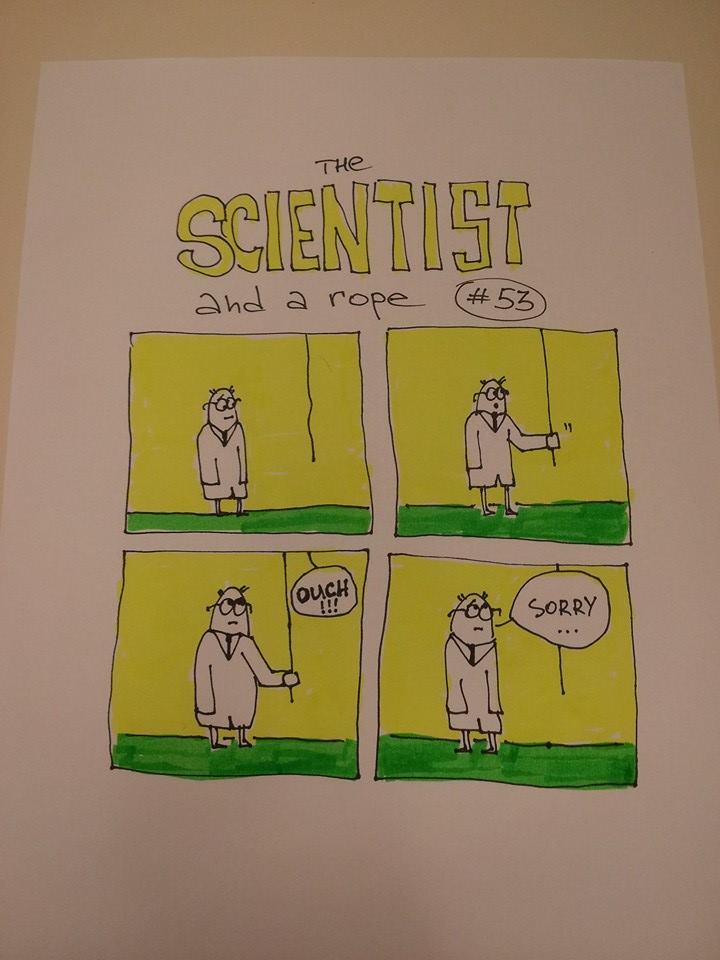 THe
SCIENTIST
and a rope #53
OUCH
!!!
SORRY
...